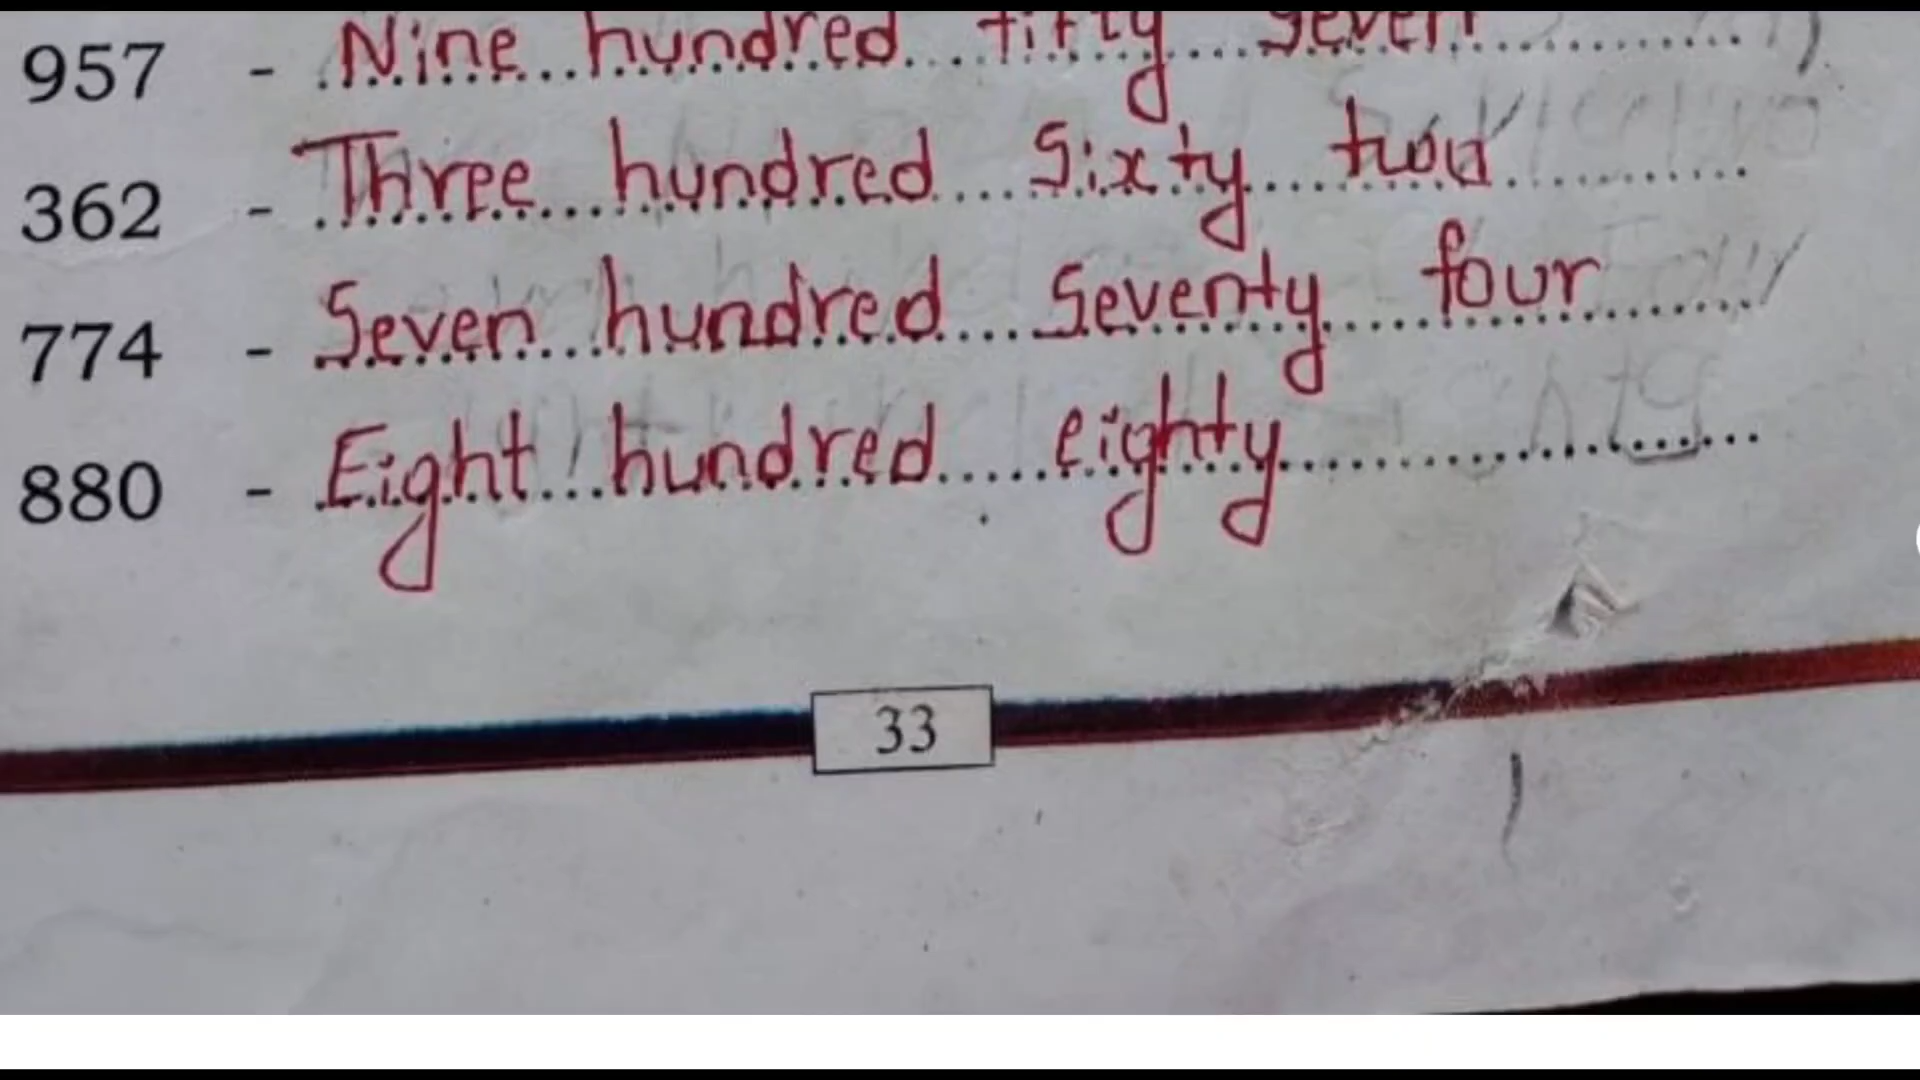 957 - Nine hundred fifty seven
362 - Three hundred Sixty two
774 - Seven hundred Seventy four
880 - Eight hundred eighty
33